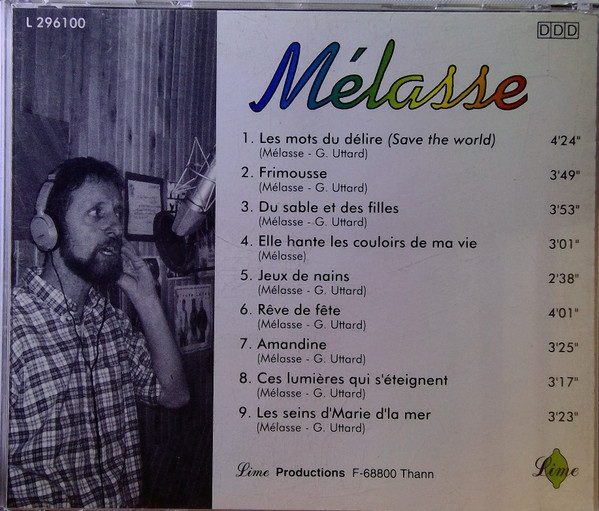 L 296100
DDD
Mélasse
1. Les mots du délire (Save the world) 4'24"
(Mélasse - G. Uttard)
2. Frimousse 3'49"
(Mélasse - G. Uttard)
3. Du sable et des filles 3'53"
(Mélasse - G. Uttard)
4. Elle hante les couloirs de ma vie 3'01"
(Mélasse)
5. Jeux de nains 2'38"
(Mélasse - G. Uttard)
6. Rêve de fête 4'01"
(Mélasse - G. Uttard)
7. Amandine 3'25"
(Mélasse - G. Uttard)
8. Ces lumières qui s'éteignent 3'17"
(Mélasse - G. Uttard)
9. Les seins d'Marie d'la mer 3'23"
(Mélasse - G. Uttard)
Lime Productions F-68800 Thann
Lime